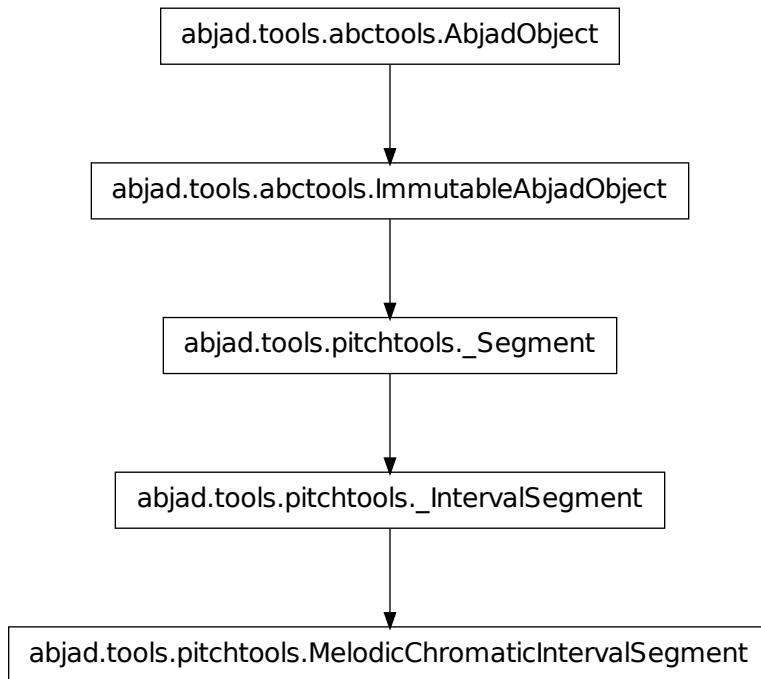 abjad.tools.abctools.AbjadObject
abjad.tools.abctools.ImmutableAbjadObject
abjad.tools.pitchtools._Segment
abjad.tools.pitchtools._IntervalSegment
abjad.tools.pitchtools.MelodicChromaticIntervalSegment